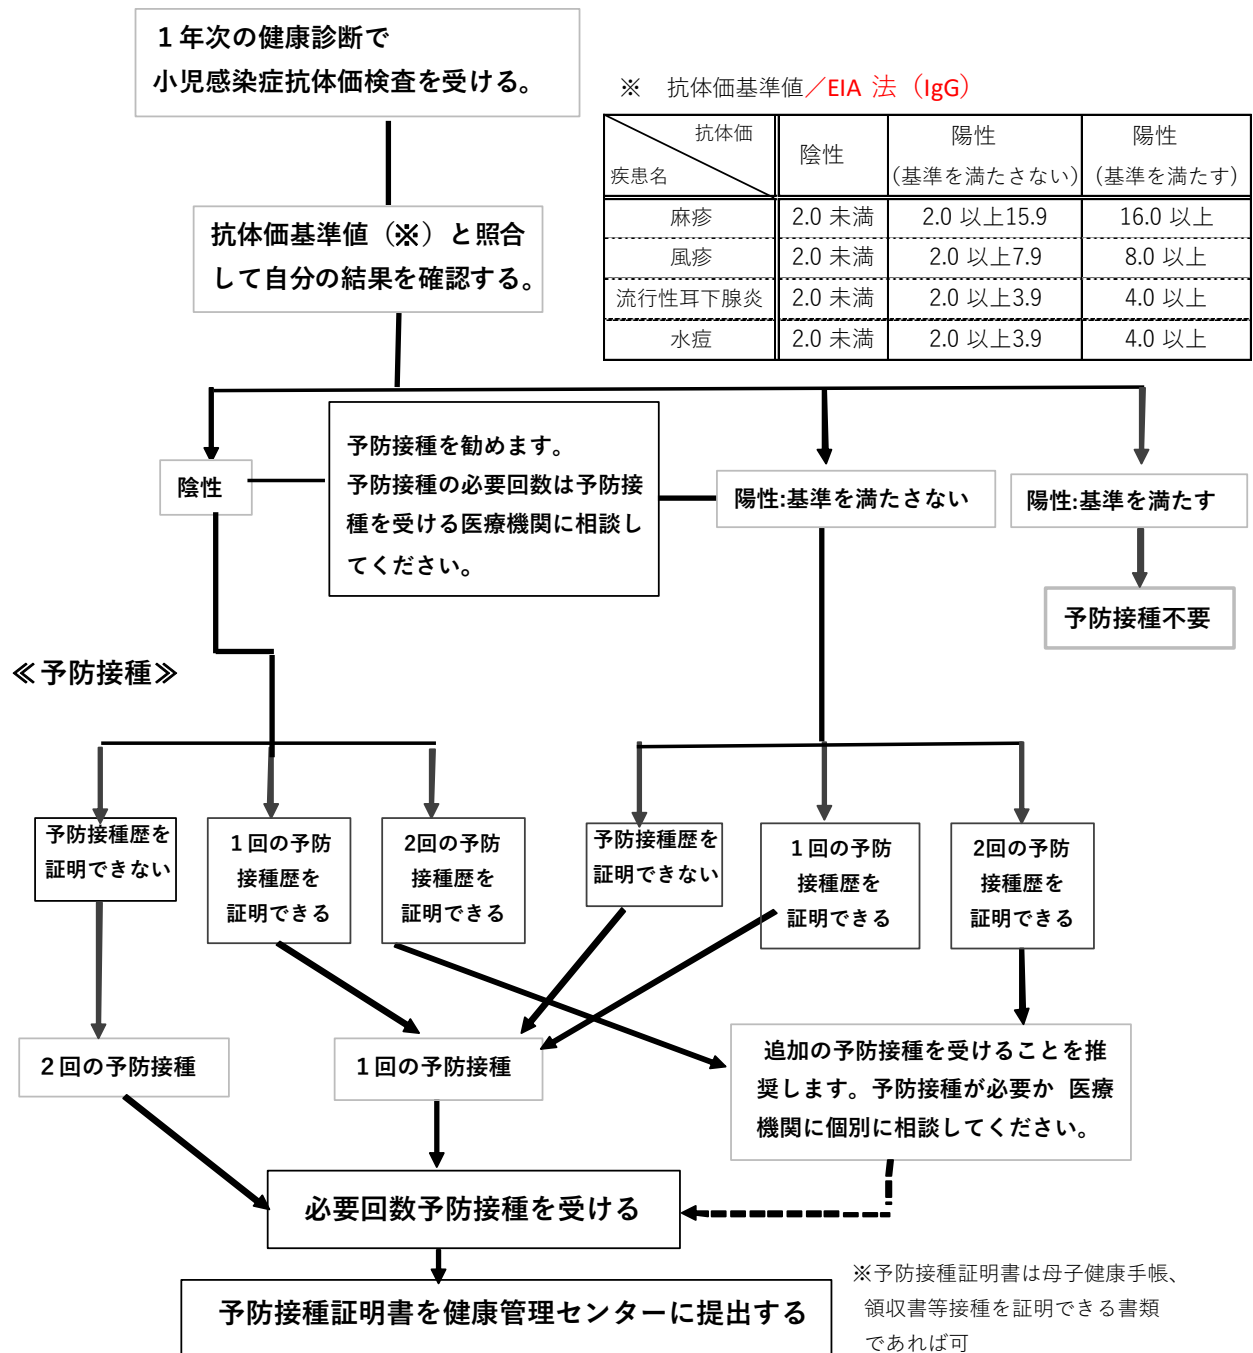 １年次の健康診断で
小児感染症抗体価検査を受ける。
※　抗体価基準値／EIA 法（IgG）
抗体価
疾患名
陰性
陽性
(基準を満たさない)
陽性
(基準を満たす)
麻疹　2.0 未満　2.0 以上15.9　16.0 以上
風疹　2.0 未満　2.0 以上7.9　8.0 以上
流行性耳下腺炎　2.0 未満　2.0 以上3.9　4.0 以上
水痘　2.0 未満　2.0 以上3.9　4.0 以上
抗体価基準値（※）と照合
して自分の結果を確認する。
陰性
予防接種を勧めます。
予防接種の必要回数は予防接
種を受ける医療機関に相談し
てください。
陽性:基準を満たさない
陽性:基準を満たす
予防接種不要
≪予防接種≫
予防接種歴を
証明できない
１回の予防
接種歴を
証明できる
2回の予防
接種歴を
証明できる
予防接種歴を
証明できない
１回の予防
接種歴を
証明できる
2回の予防
接種歴を
証明できる
２回の予防接種
１回の予防接種
追加の予防接種を受けることを推
奨します。予防接種が必要か 医療
機関に個別に相談してください。
必要回数予防接種を受ける
予防接種証明書を健康管理センターに提出する
※予防接種証明書は母子健康手帳、
領収書等接種を証明できる書類
であれば可